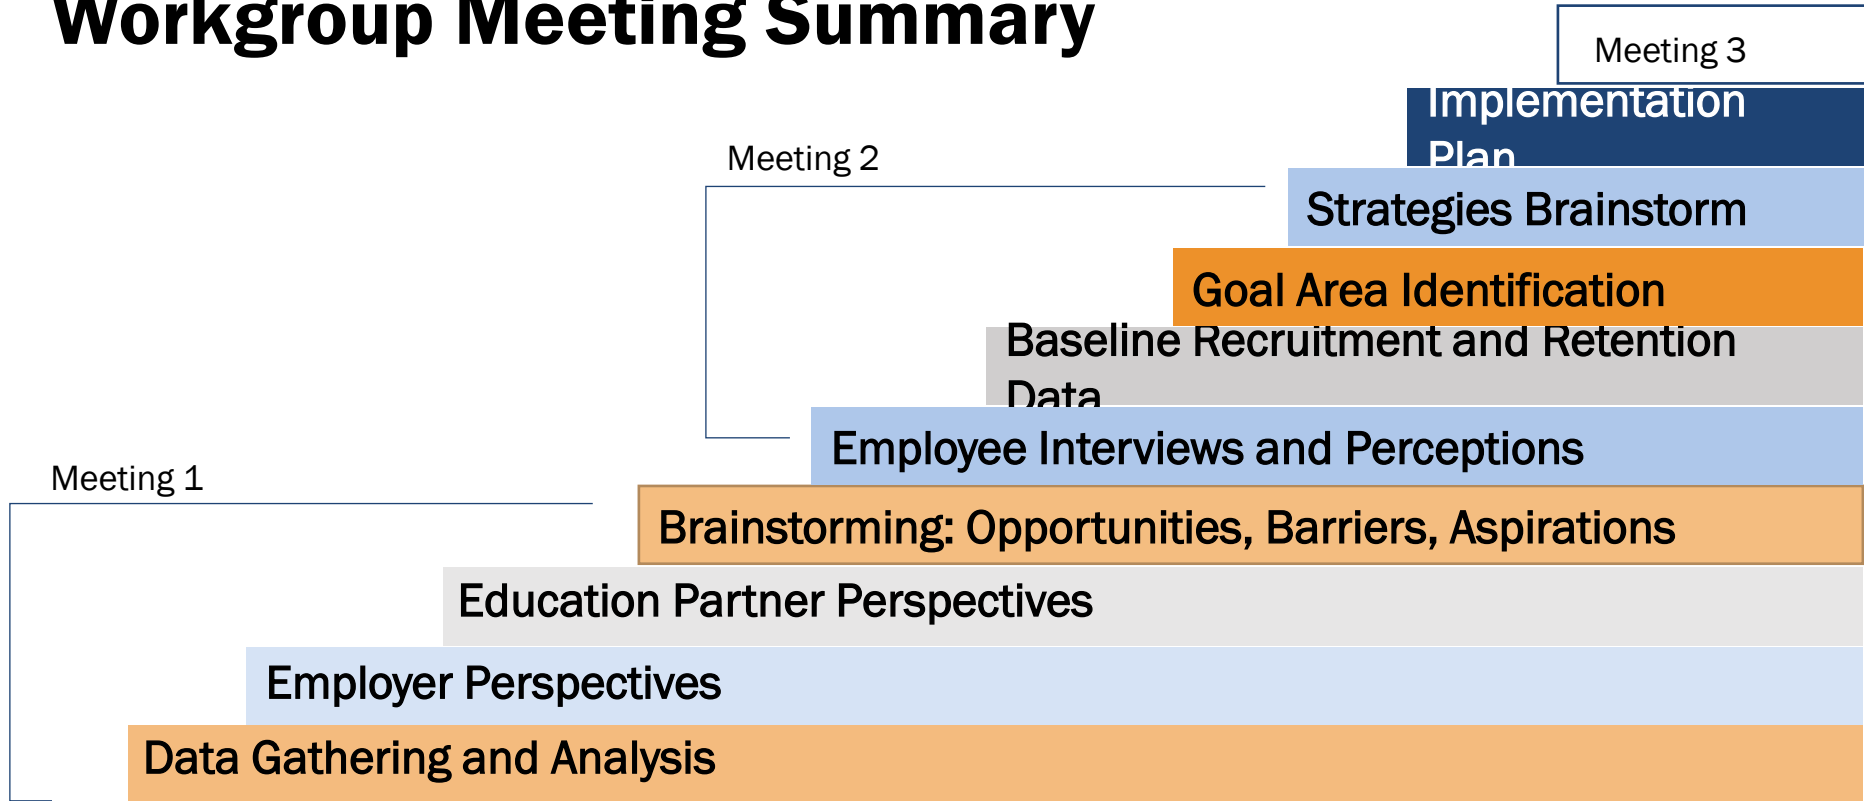 Workgroup Meeting Summary
Meeting 3
Implementation
Plan
Meeting 2
Strategies Brainstorm
Goal Area Identification
Baseline Recruitment and Retention
Data
Employee Interviews and Perceptions
Meeting 1
Brainstorming: Opportunities, Barriers, Aspirations
Education Partner Perspectives
Employer Perspectives
Data Gathering and Analysis